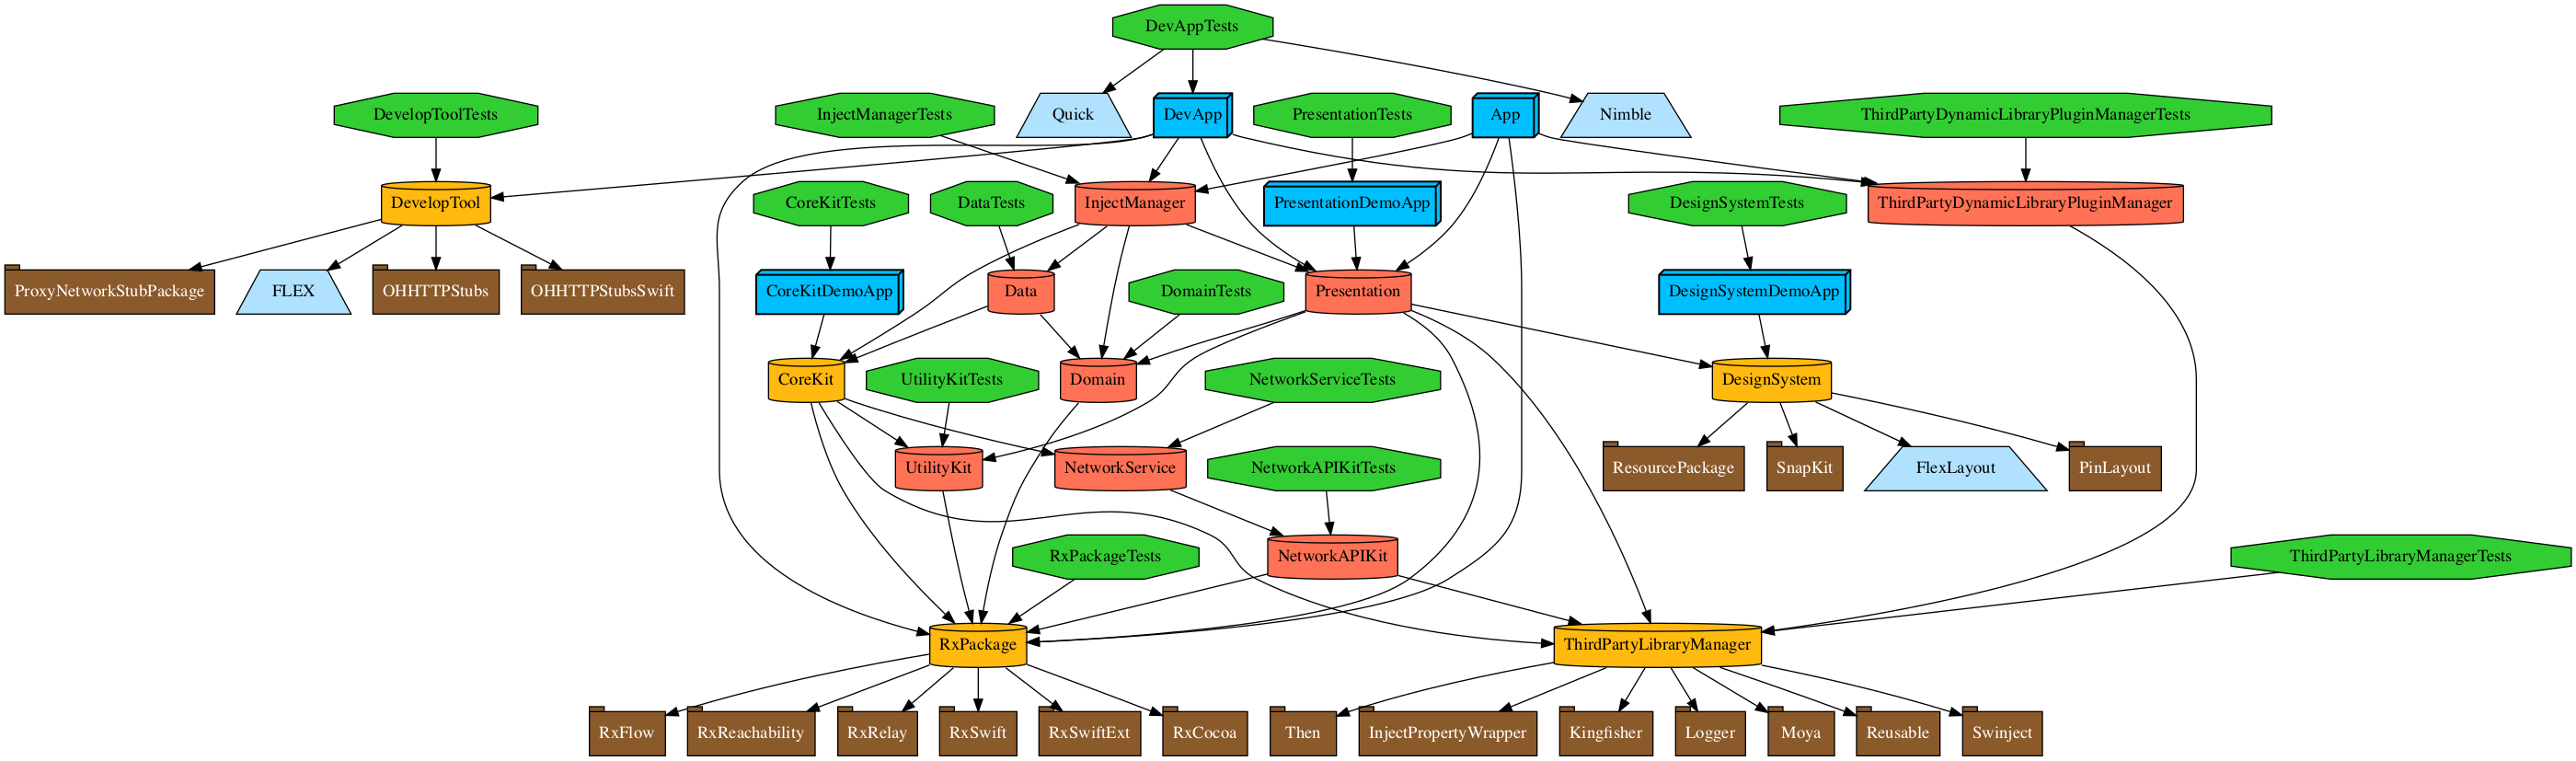 DevAppTests
DevelopToolTests
InjectManagerTests
Quick
DevApp
PresentationTests
App
Nimble
ThirdPartyDynamicLibraryPluginManagerTests
DevelopTool
CoreKitTests
DataTests
InjectManager
PresentationDemoApp
DesignSystemTests
ThirdPartyDynamicLibraryPluginManager
ProxyNetworkStubPackage
FLEX
OHHTTPStubs
OHHTTPStubsSwift
CoreKitDemoApp
Data
DomainTests
Presentation
DesignSystemDemoApp
CoreKit
UtilityKitTests
Domain
NetworkServiceTests
DesignSystem
UtilityKit
NetworkService
NetworkAPIKitTests
ResourcePackage
SnapKit
FlexLayout
PinLayout
RxPackageTests
NetworkAPIKit
ThirdPartyLibraryManagerTests
RxPackage
ThirdPartyLibraryManager
RxFlow
RxReachability
RxRelay
RxSwift
RxSwiftExt
RxCocoa
Then
InjectPropertyWrapper
Kingfisher
Logger
Moya
Reusable
Swinject